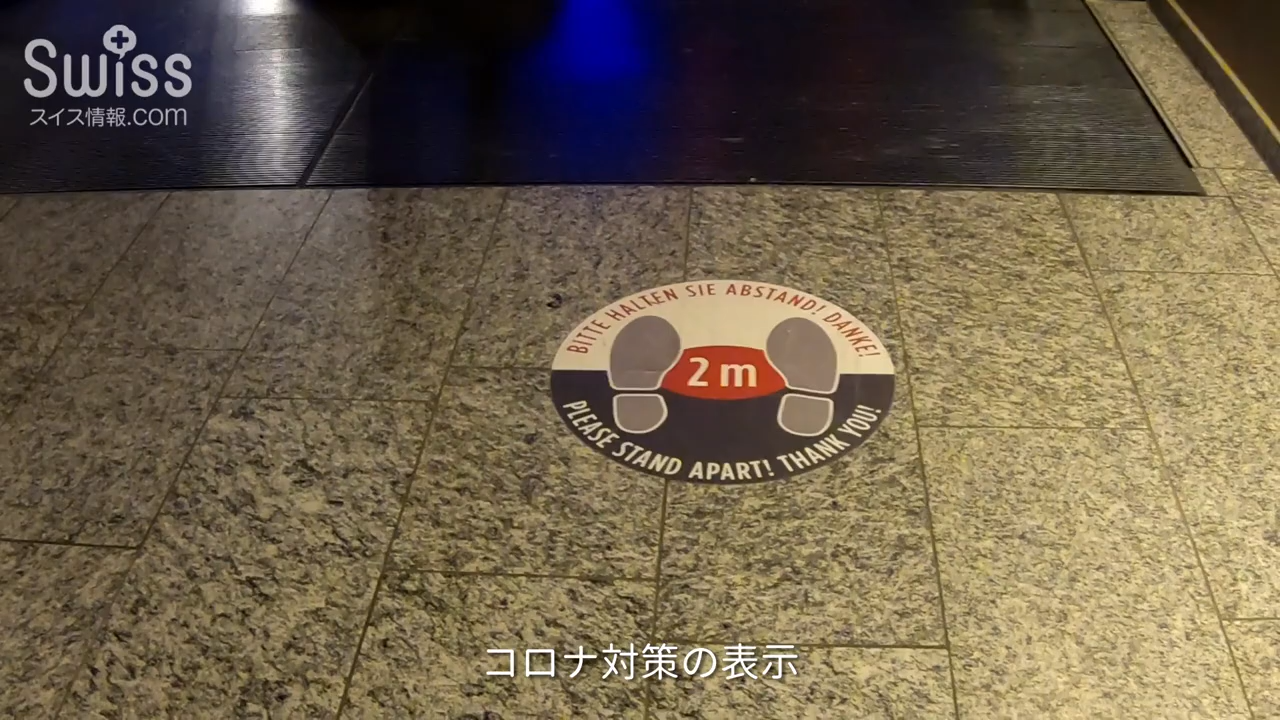 Swiss
スイス情報.com
BITTE HALTEN SIE ABSTAND! DANKE!
2 m
PLEASE STAND APART! THANK YOU!
コロナ対策の表示